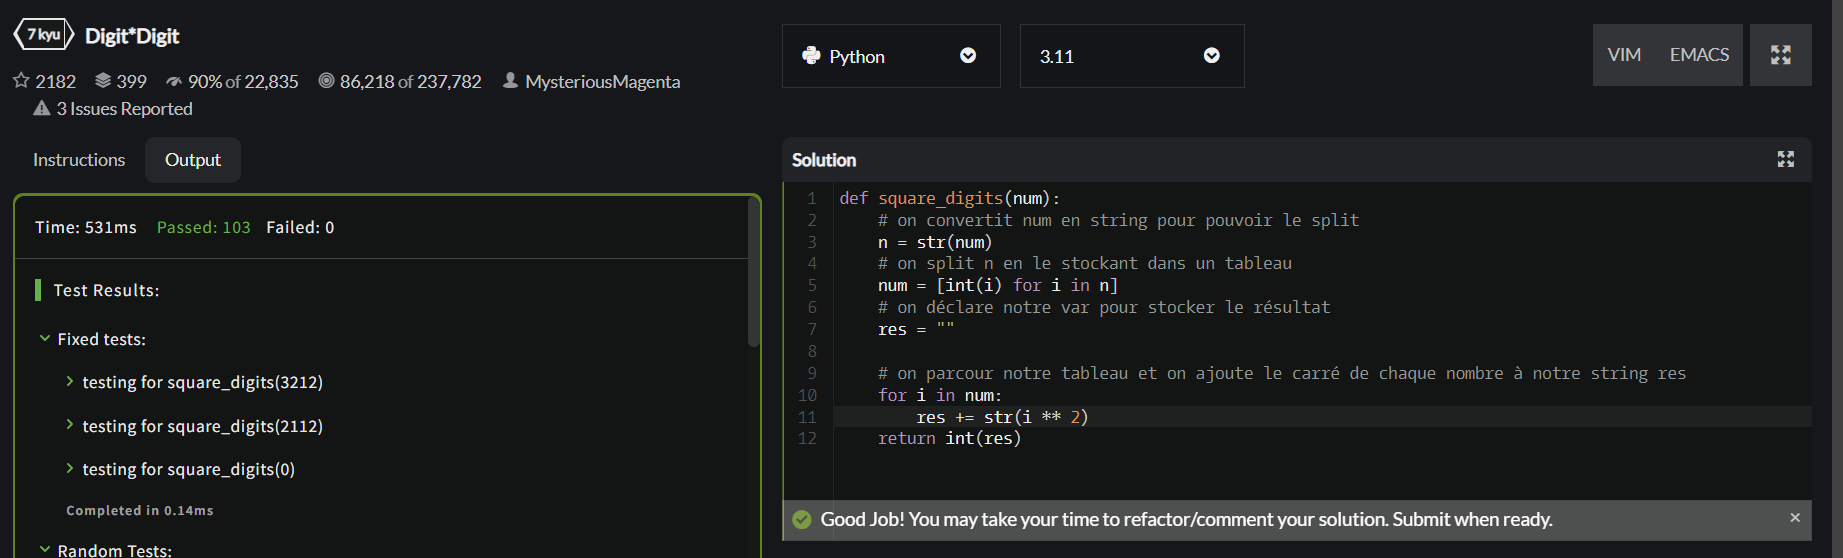 7 kyu Digit*Digit
2182 399 90% of 22,835 86,218 of 237,782 MysteriousMagenta
3 Issues Reported
Python
3.11
VIM EMACS
Instructions Output
Time: 531ms Passed: 103 Failed: 0
Test Results:
Fixed tests:
testing for square_digits(3212)
testing for square_digits(2112)
testing for square_digits(0)
Completed in 0.14ms
Random Tests:
Solution
1 def square_digits(num):
2 # on convertit num en string pour pouvoir le split
3 n = str(num)
4 # on split n en le stockant dans un tableau
5 num = [int(i) for i in n]
6 # on déclare notre var pour stocker le résultat
7 res = ""
8
9 # on parcour notre tableau et on ajoute le carré de chaque nombre à notre string res
10 for i in num:
11 res += str(i ** 2)
12 return int(res)
Good Job! You may take your time to refactor/comment your solution. Submit when ready.